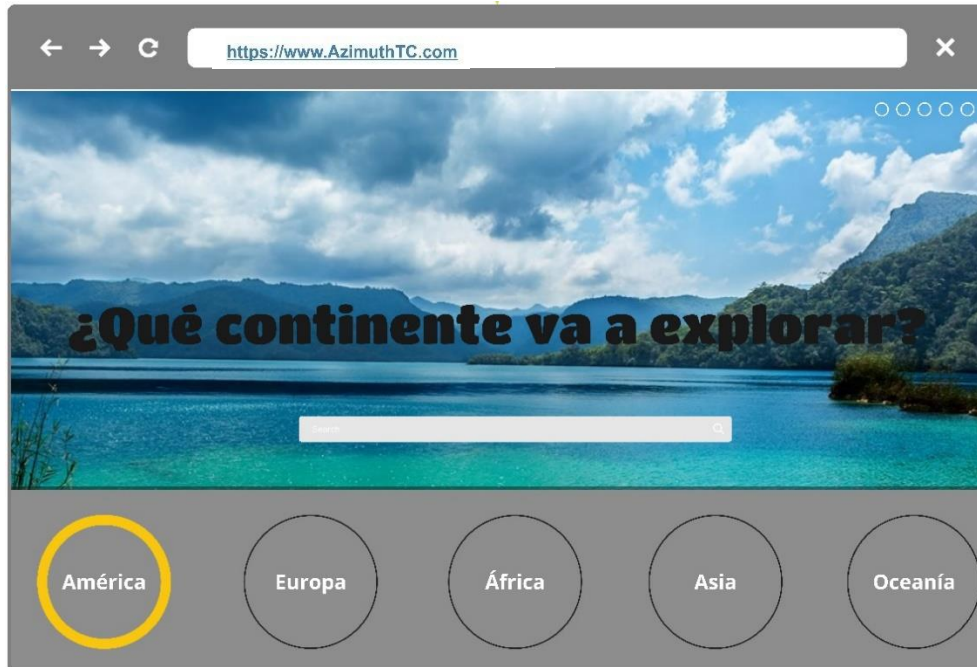 https://www.AzimuthTC.com
¿Qué continente va a explorar?
Search
América
Europa
África
Asia
Oceanía